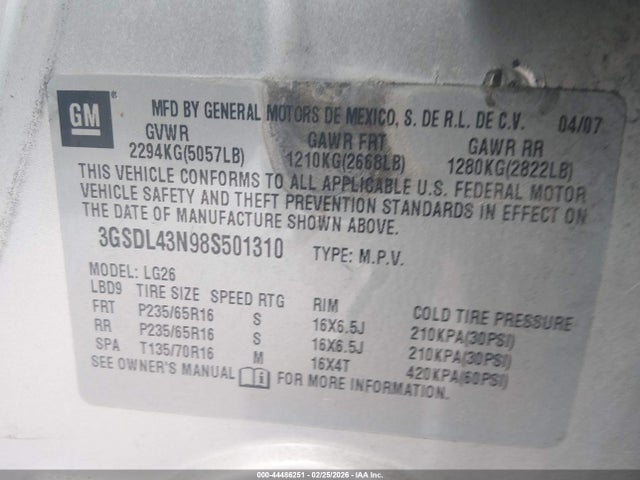 GM ® MFD BY GENERAL MOTORS DE MEXICO, S. DE R.L. DE C.V. 04/07
GVWR GAWR FRT GAWR RR
2294KG(5057LB) 1210KG(2668LB) 1280KG(2822LB)
THIS VEHICLE CONFORMS TO ALL APPLICABLE U.S. FEDERAL MOTOR
VEHICLE SAFETY AND THEFT PREVENTION STANDARDS IN EFFECT ON
THE DATE OF MANUFACTURE SHOWN ABOVE.
3GSDL43N98S501310 TYPE: M.P.V.
MODEL: LG26
LBD9 TIRE SIZE SPEED RTG RIM COLD TIRE PRESSURE
FRT P235/65R16 S 16X6.5J 210KPA(30PSI)
RR P235/65R16 S 16X6.5J 210KPA(30PSI)
SPA T135/70R16 M 16X4T 420KPA(60PSI)
SEE OWNER'S MANUAL FOR MORE INFORMATION.
000-44486251 - 02/25/2026 - IAA Inc.